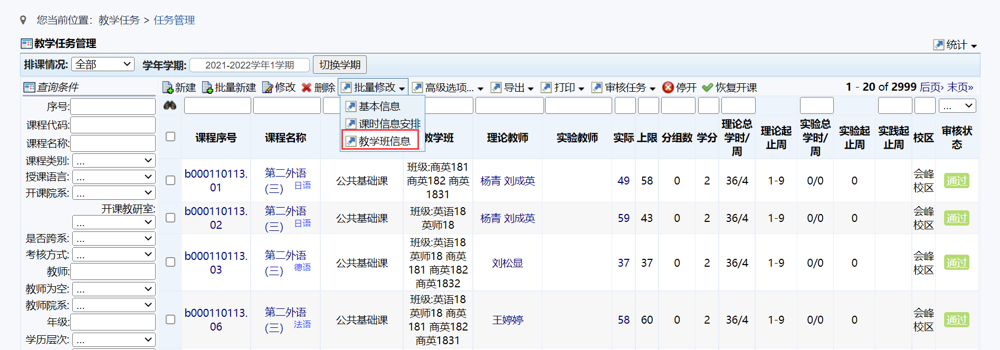 您当前位置：教学任务 > 任务管理
教学任务管理
统计
排课情况: 全部 学年学期: 2021-2022学年1学期 切换学期
查询条件
新建 批量新建 修改 删除 批量修改 高级选项... 导出 打印 审核任务 停开 恢复开课
1 - 20 of 2999 后页› 末页»
基本信息
课时信息安排
教学班信息
序号:
课程代码:
课程名称:
课程类别: ...
授课语言: ...
开课院系: ...
开课教研室:
...
是否跨系: ...
考核方式: ...
教师:
教师为空: ...
教师院系: ...
年级:
学历层次: ...
...
课程序号 课程名称 教学班 理论教师 实验教师 实际 上限 分组数 学分 理论总学时/周 理论起止周 实验总学时/周 实验起止周 实践起止周 校区 审核状态
b000110113.01 第二外语(三) 日语 公共基础课 班级:商英181 商英182 商英1831 杨青 刘成英 49 58 0 2 36/4 1-9 0/0 0 会峰校区 通过
b000110113.02 第二外语(三) 日语 公共基础课 班级:英语18 英师18 杨青 刘成英 59 43 0 2 36/4 1-9 0/0 0 会峰校区 通过
b000110113.03 第二外语(三) 德语 公共基础课 班级:英语18 英师18 商英181 商英182 商英1832 刘松显 37 37 0 2 36/4 1-9 0/0 0 会峰校区 通过
b000110113.06 第二外语(三) 法语 公共基础课 班级:英语18 英师18 商英181 商英182 商英1831 王婷婷 58 60 0 2 36/4 1-9 0/0 0 会峰校区 通过